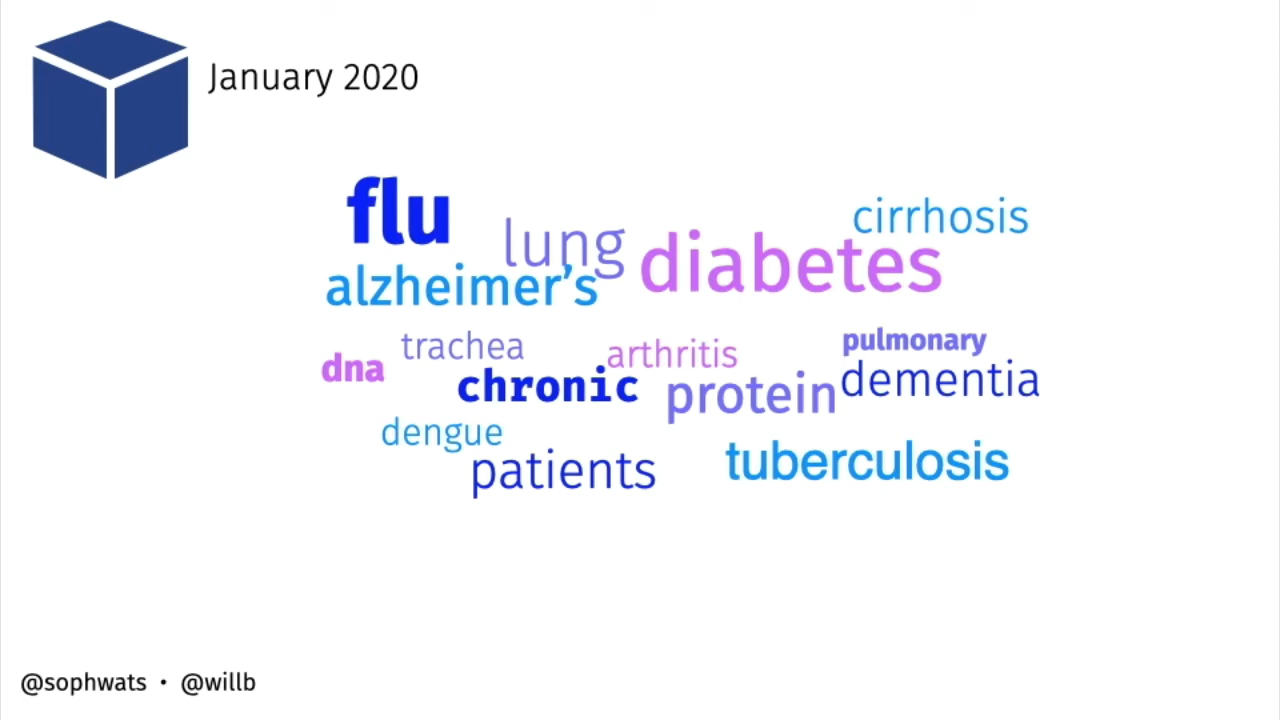 January 2020
flu
lung
cirrhosis
diabetes
alzheimer’s
trachea
arthritis
pulmonary
dna
chronic
protein
dementia
dengue
patients
tuberculosis
@sophwats • @willb